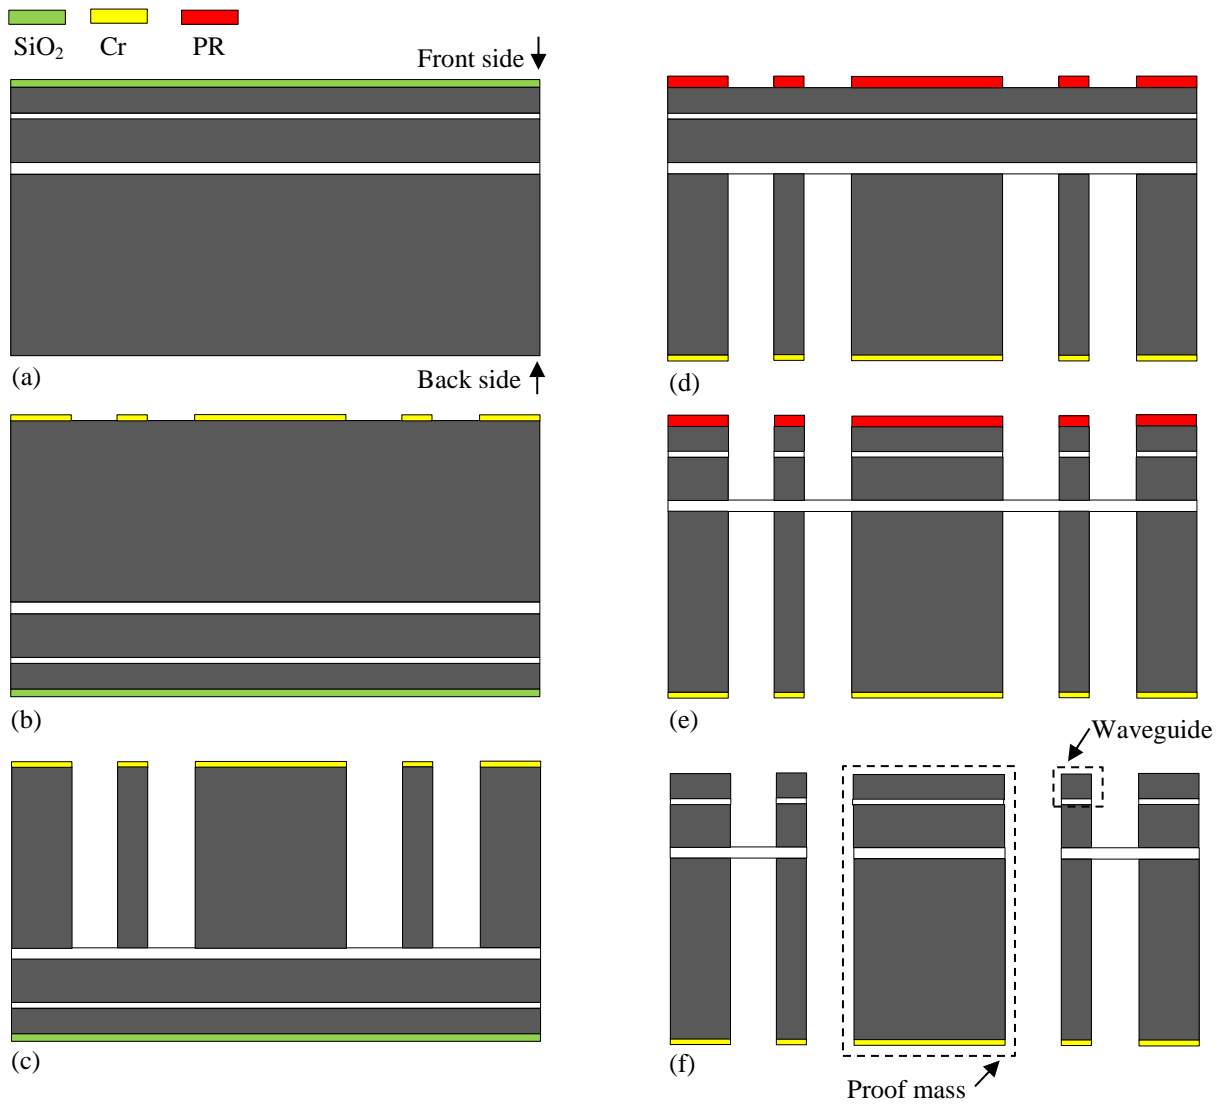 SiO₂ Cr PR
Front side
(a)
Back side
(b)
(c)
(d)
(e)
Waveguide
(f)
Proof mass